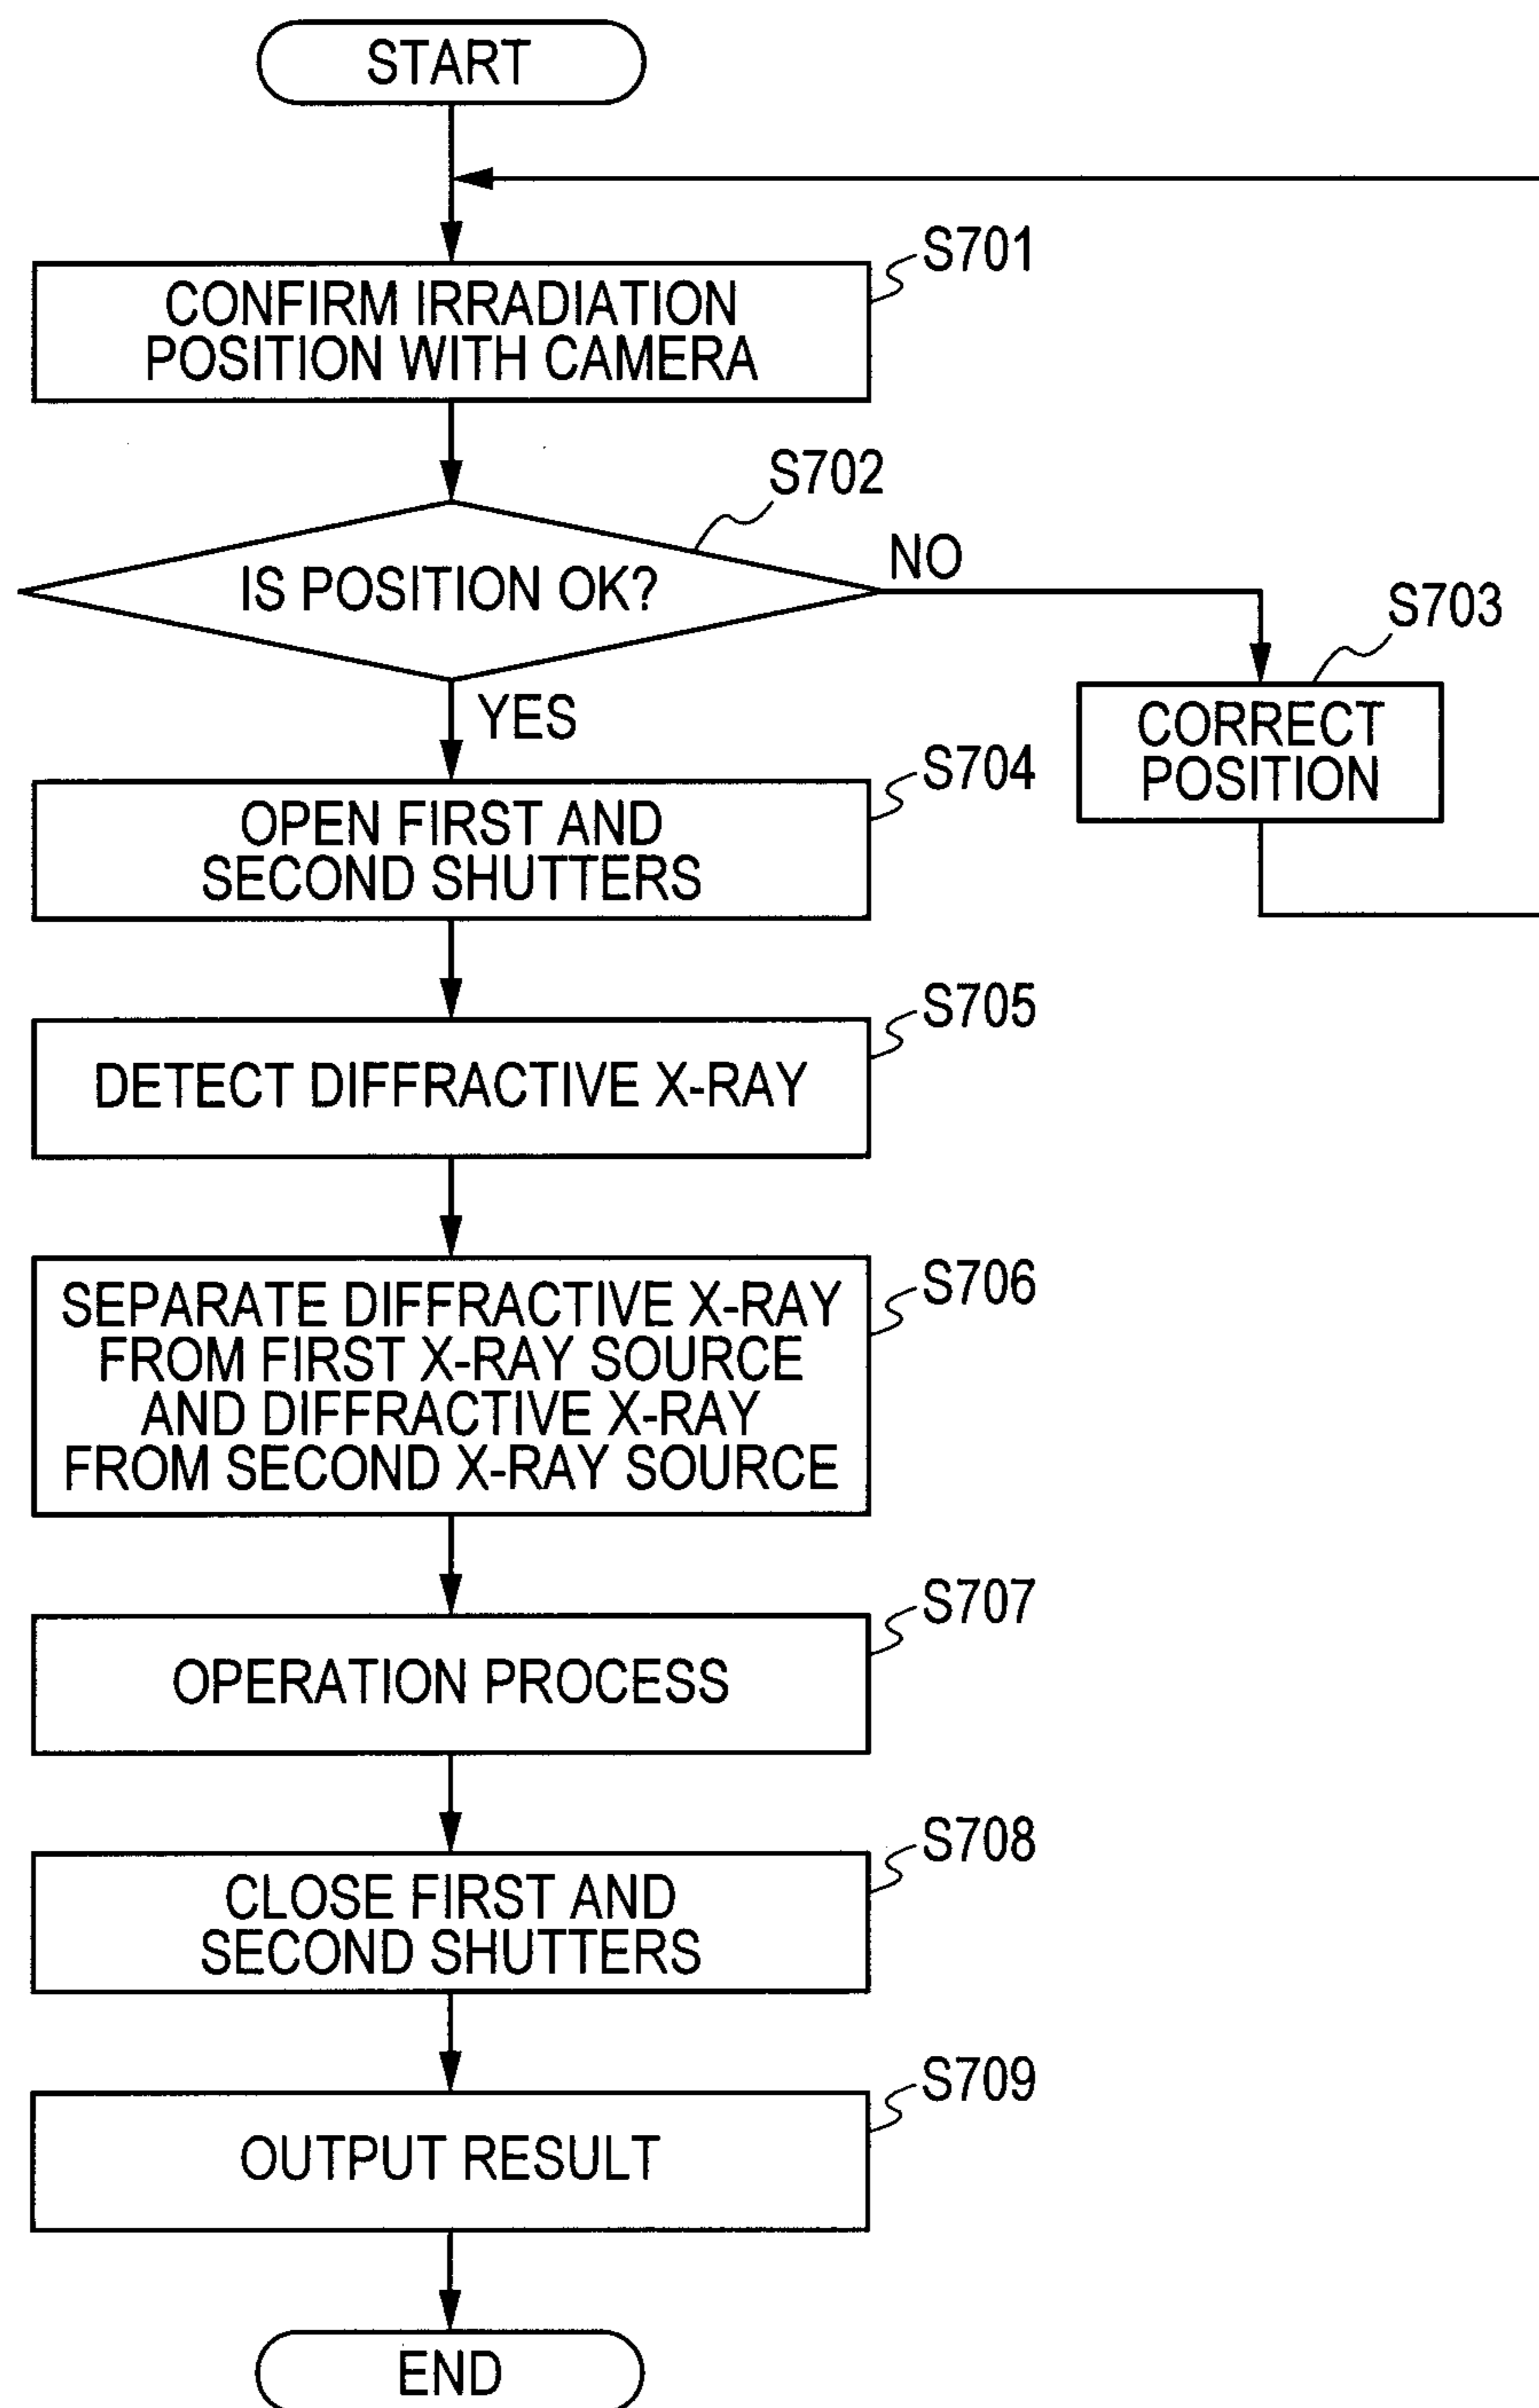 START
S701
CONFIRM IRRADIATION
POSITION WITH CAMERA
S702
IS POSITION OK?
NO
S703
CORRECT
POSITION
YES
S704
OPEN FIRST AND
SECOND SHUTTERS
S705
DETECT DIFFRACTIVE X-RAY
S706
SEPARATE DIFFRACTIVE X-RAY
FROM FIRST X-RAY SOURCE
AND DIFFRACTIVE X-RAY
FROM SECOND X-RAY SOURCE
S707
OPERATION PROCESS
S708
CLOSE FIRST AND
SECOND SHUTTERS
S709
OUTPUT RESULT
END